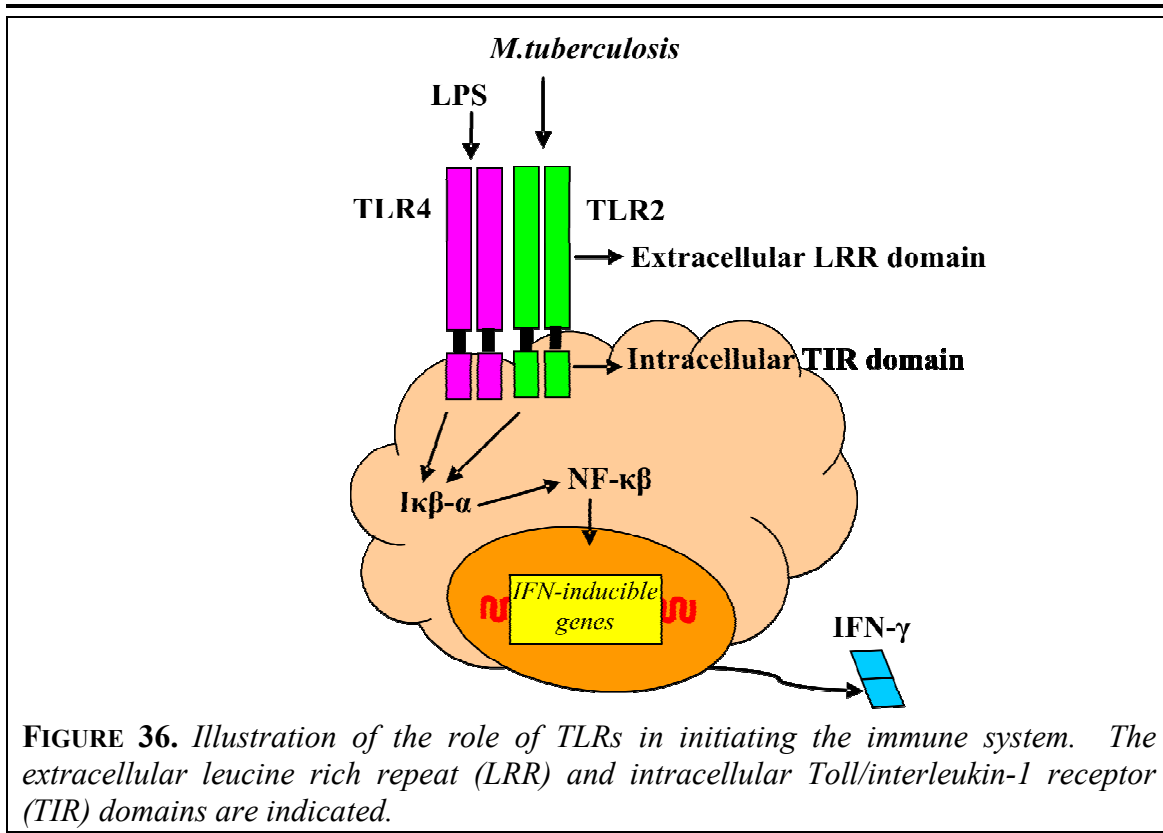 M.tuberculosis
LPS
TLR4
TLR2
Extracellular LRR domain
Intracellular TIR domain
Iκβ-α
NF-κβ
IFN-inducible
genes
IFN-γ
FIGURE 36. Illustration of the role of TLRs in initiating the immune system. The
extracellular leucine rich repeat (LRR) and intracellular Toll/interleukin-1 receptor
(TIR) domains are indicated.